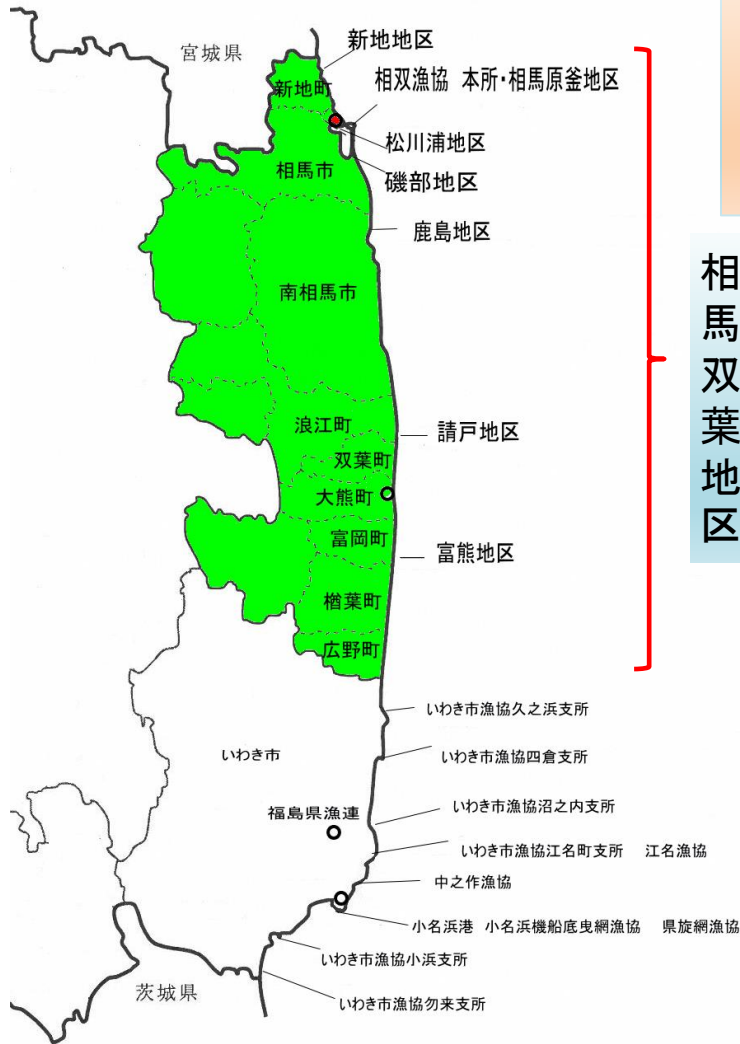 宮城県
新地地区
新地町
相双漁協 本所・相馬原釜地区
松川浦地区
相馬市
磯部地区
鹿島地区
南相馬市
相馬双葉地区
浪江町
請戸地区
双葉町
大熊町
富岡町
富熊地区
楢葉町
広野町
いわき市漁協久之浜支所
いわき市
いわき市漁協四倉支所
福島県漁連
いわき市漁協沼之内支所
いわき市漁協江名町支所 江名漁協
中之作漁協
小名浜港 小名浜機船底曳網漁協 県旋網漁協
いわき市漁協小浜支所
茨城県
いわき市漁協勿来支所